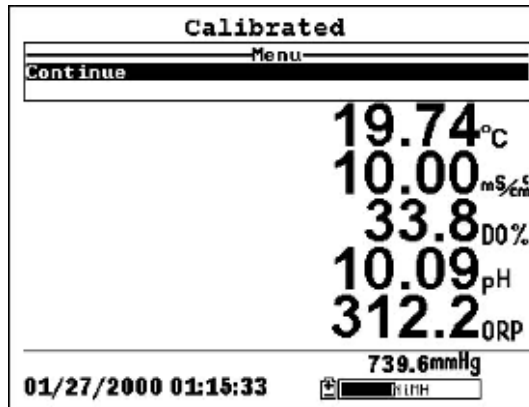 Calibrated
Menu
Continue
19.74°C
10.00mS/cmc
33.8DO%
10.09pH
312.2ORP
739.6mmHg
01/27/2000 01:15:33 NiMH